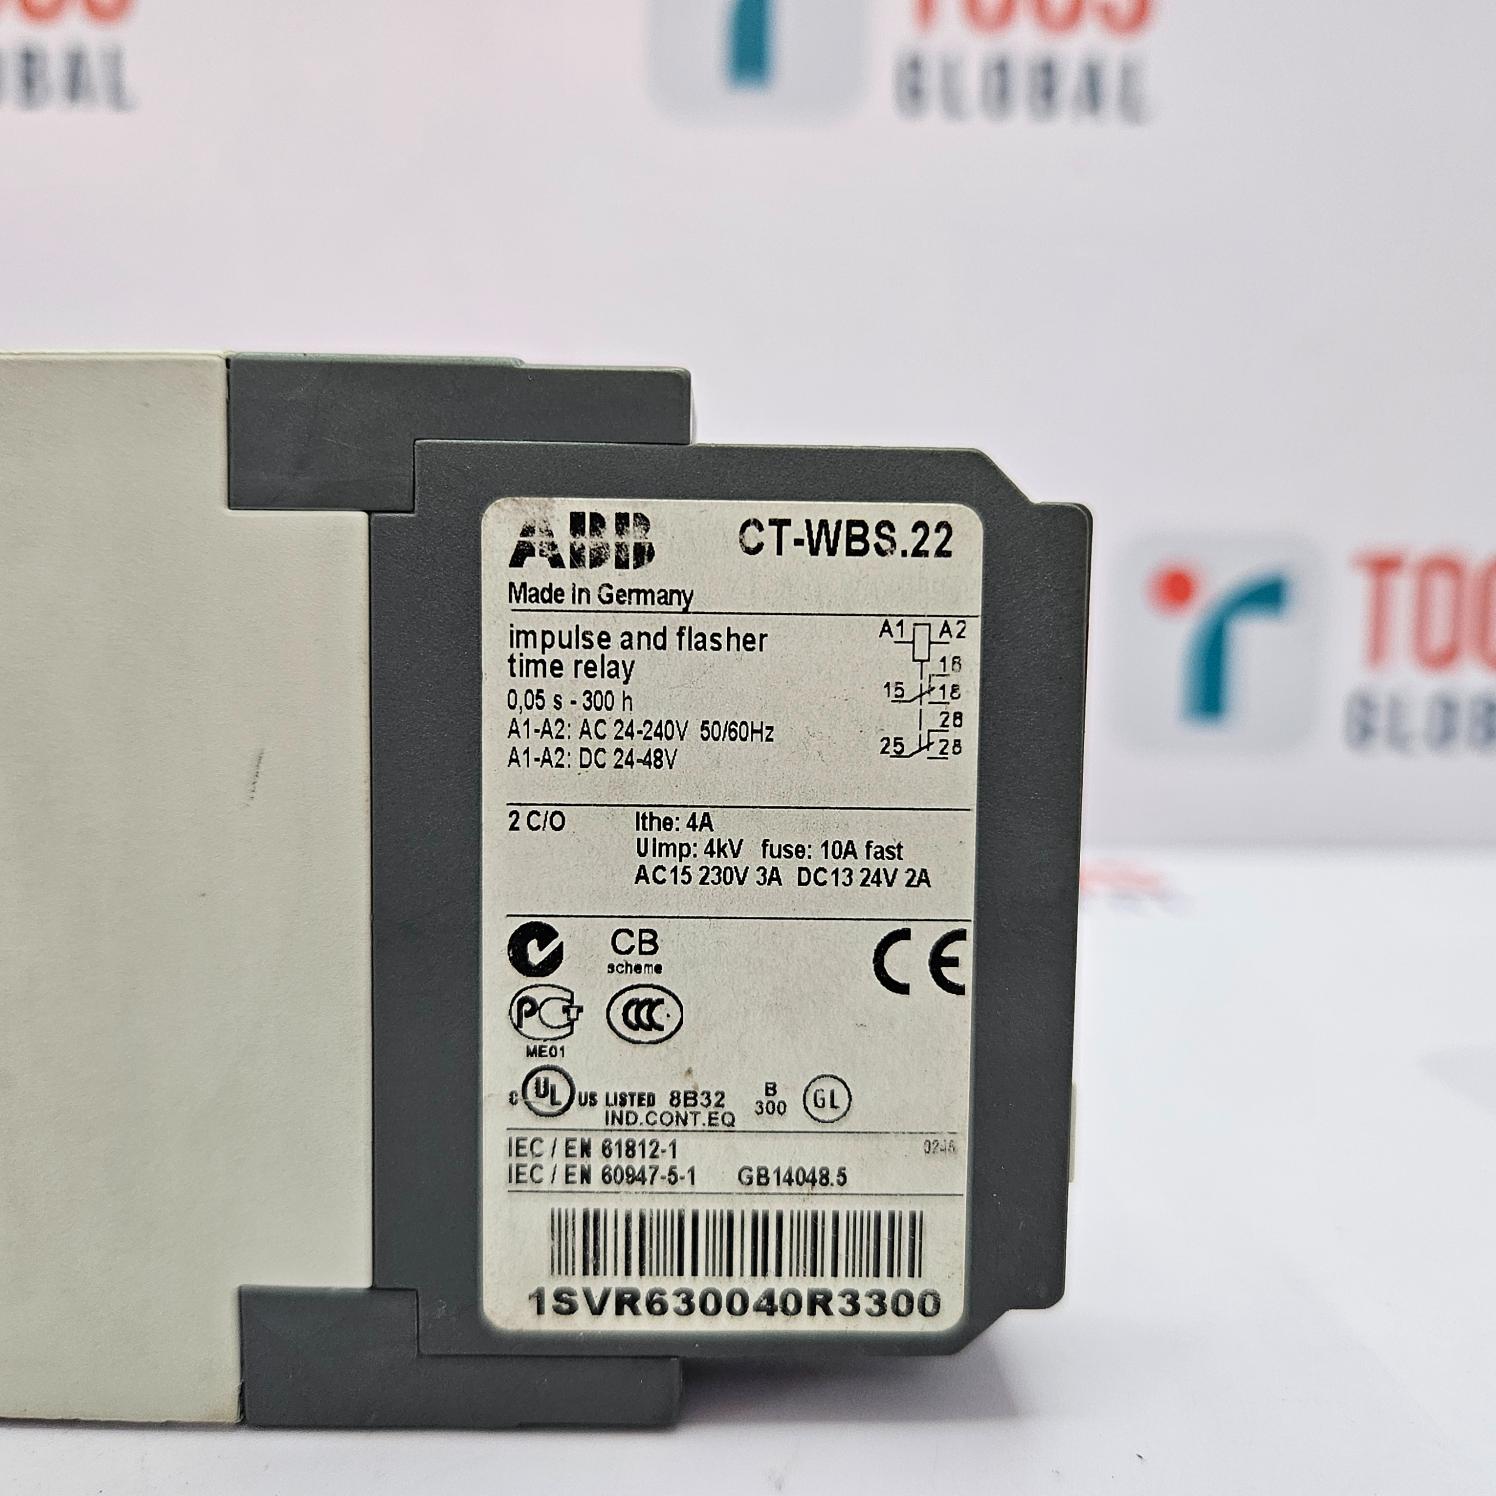 GLOBAL
ABB CT-WBS.22
Made in Germany
impulse and flasher
time relay
0,05 s - 300 h
A1-A2: AC 24-240V 50/60Hz
A1-A2: DC 24-48V
A1 A2
16
15 18
26
25 28
2 C/O Ithe: 4A
Uimp: 4kV fuse: 10A fast
AC15 230V 3A DC13 24V 2A
CB
scheme
CE
PCT
CCC
ME01
C UL US LISTED 8B32
IND.CONT.EQ
B
300
GL
IEC / EN 61812-1
IEC / EN 60947-5-1 GB14048.5
1SVR630040R3300